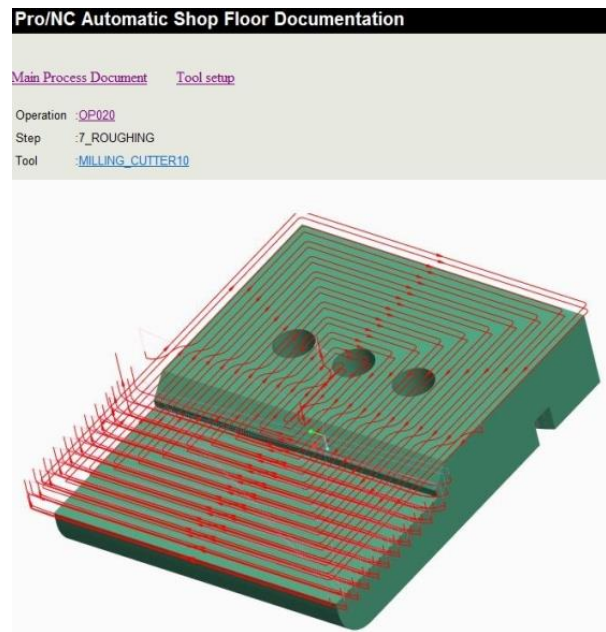 Pro/NC Automatic Shop Floor Documentation
Main Process Document Tool setup
Operation :OP020
Step :7_ROUGHING
Tool :MILLING_CUTTER10